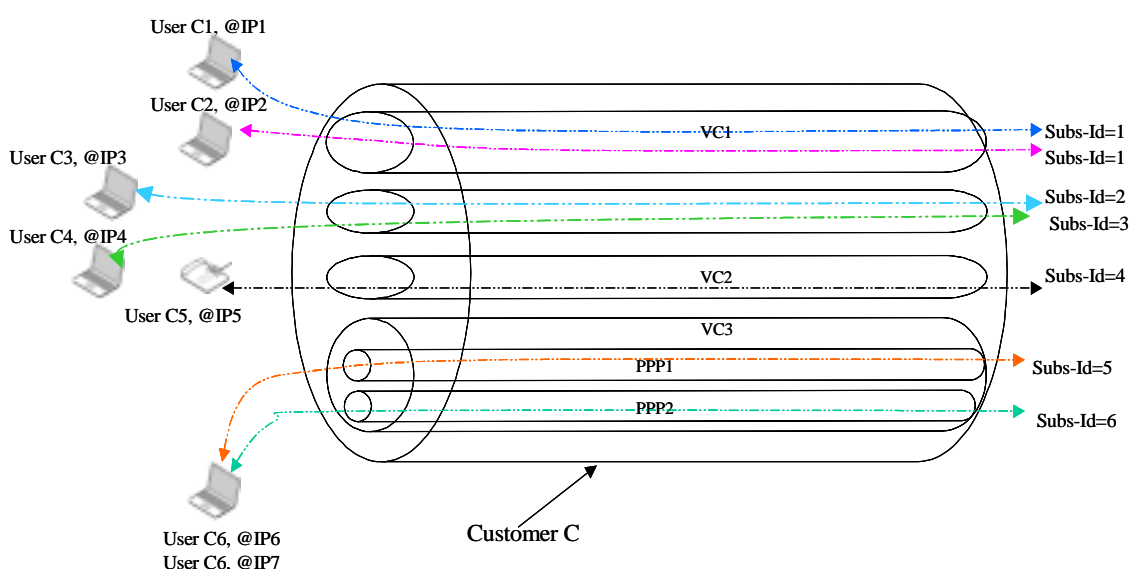 User C1, @IP1
User C2, @IP2
VC1
Subs-Id=1
Subs-Id=1
User C3, @IP3
Subs-Id=2
Subs-Id=3
User C4, @IP4
VC2
Subs-Id=4
User C5, @IP5
VC3
PPP1
Subs-Id=5
PPP2
Subs-Id=6
Customer C
User C6, @IP6
User C6, @IP7